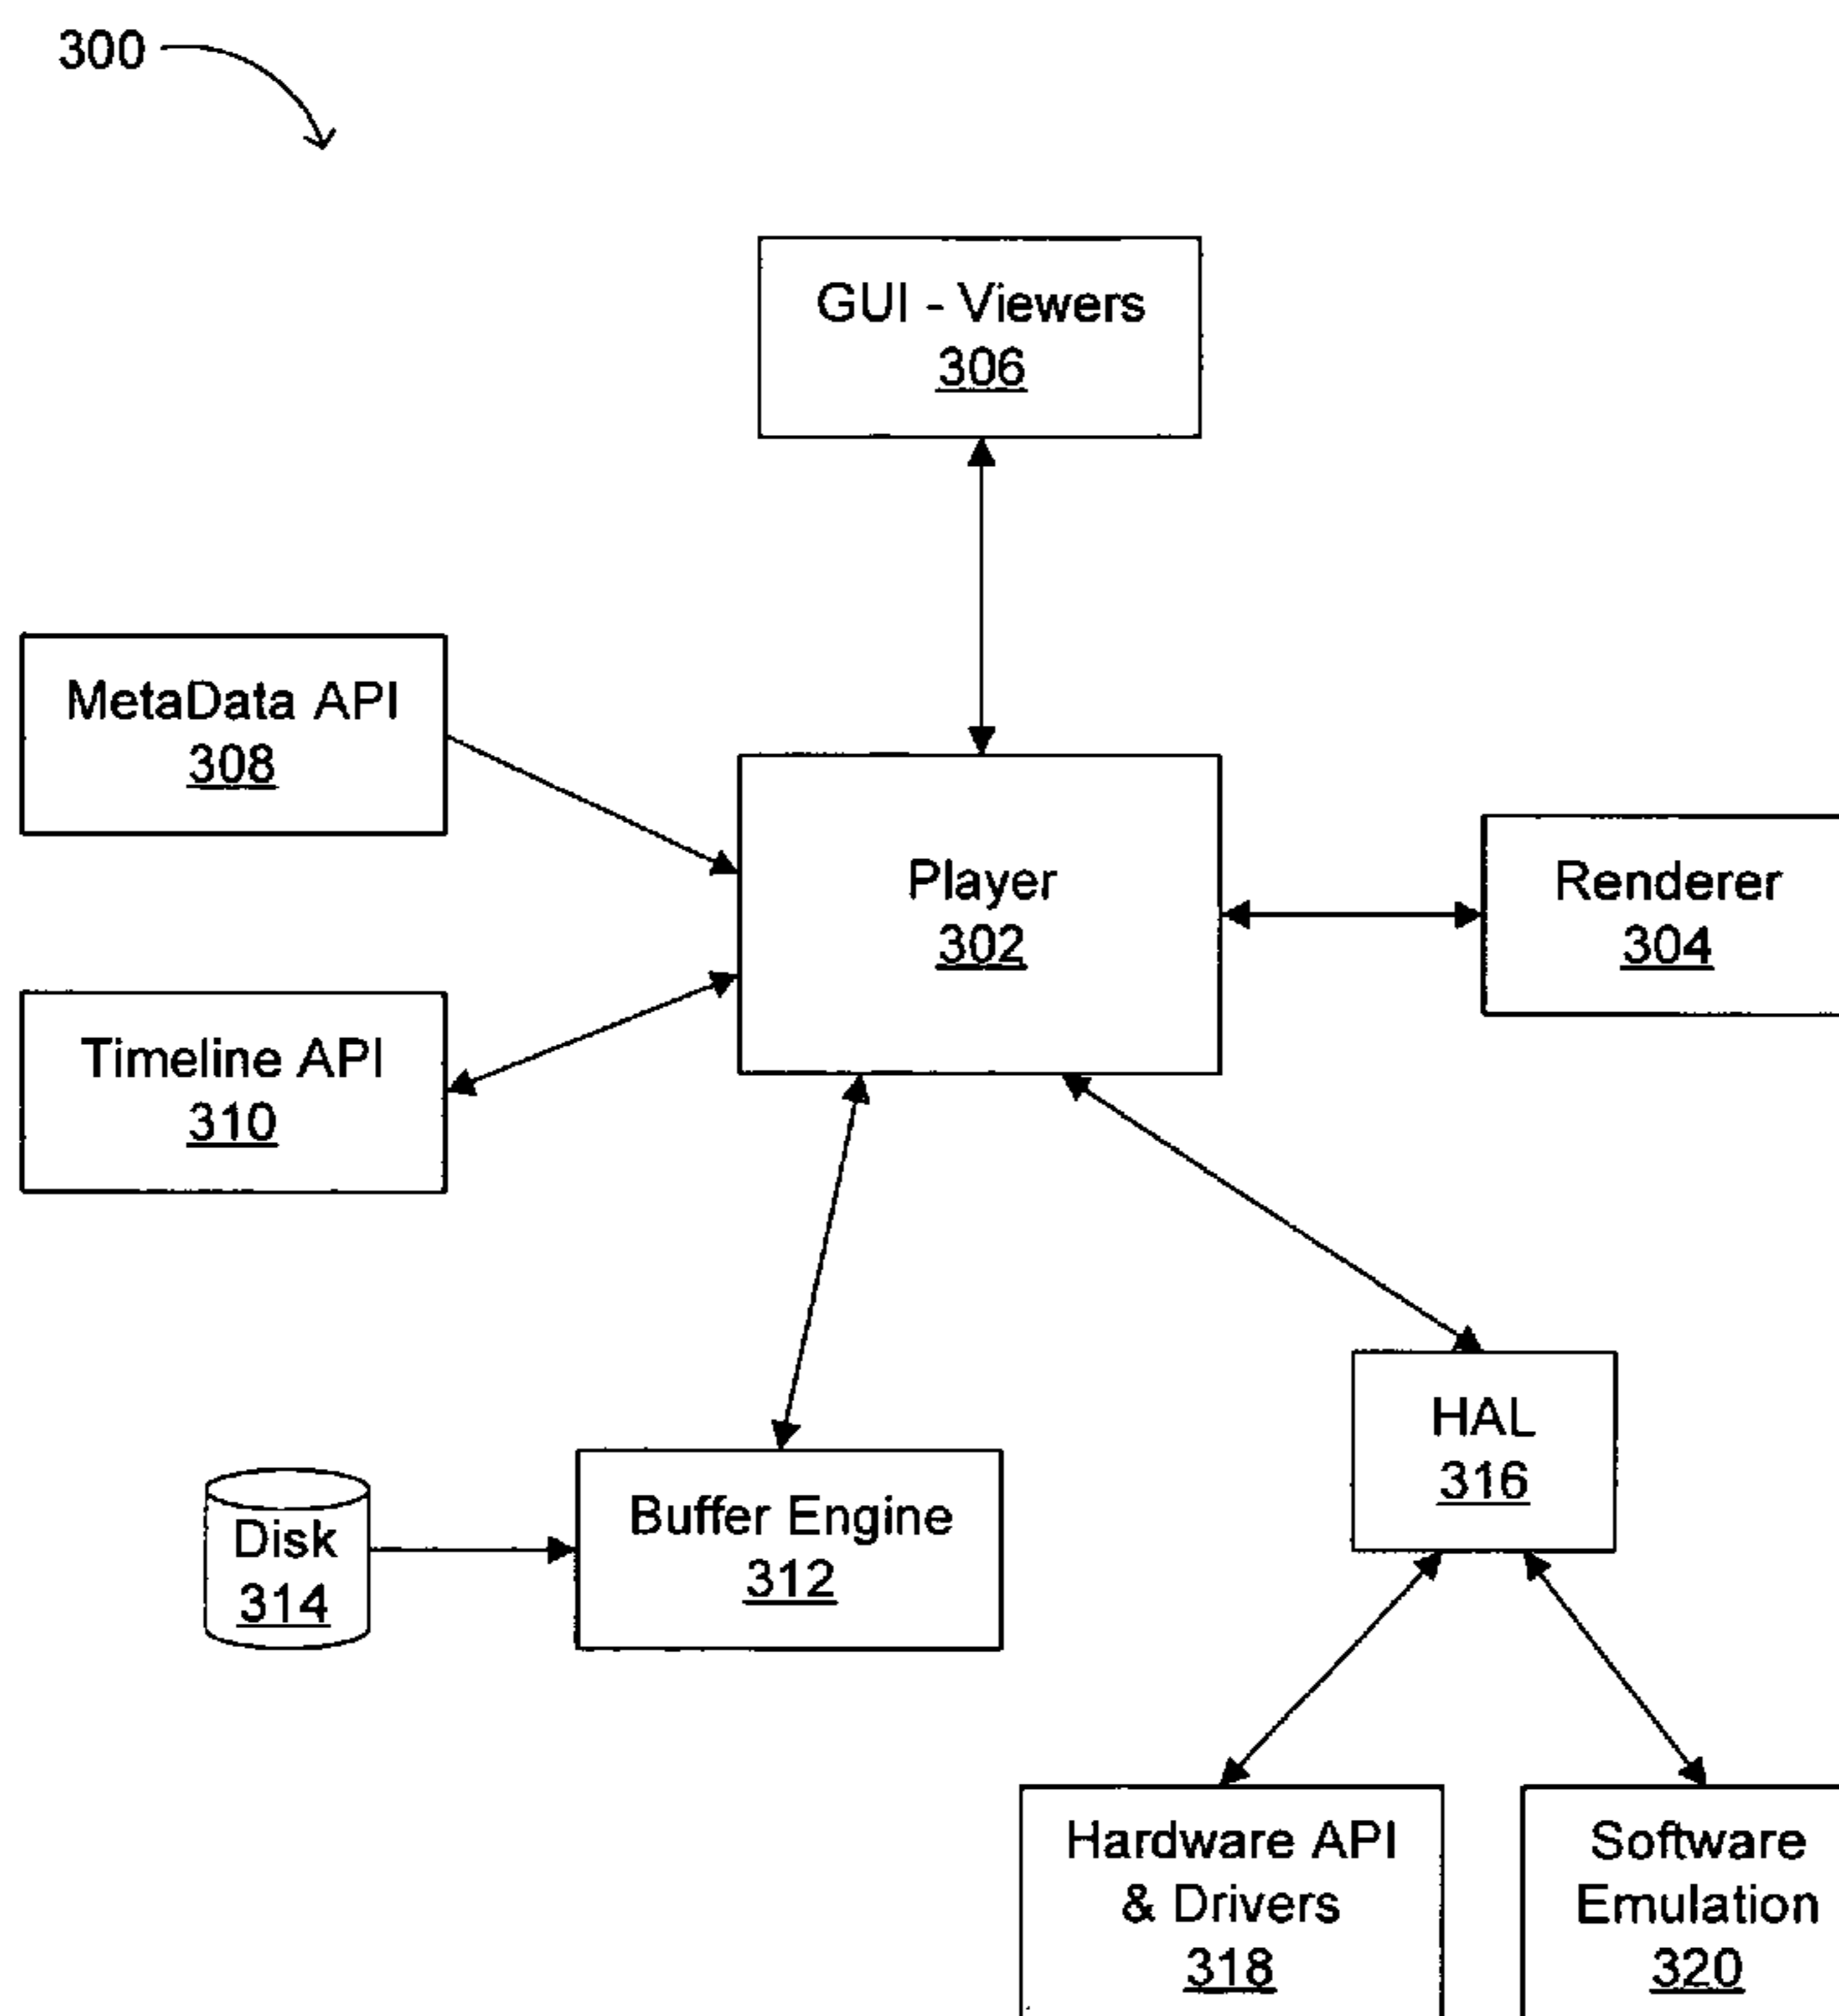 300
GUI - Viewers
306
MetaData API
308
Player
302
Renderer
304
Timeline API
310
HAL
316
Buffer Engine
312
Disk
314
Hardware API
& Drivers
318
Software
Emulation
320